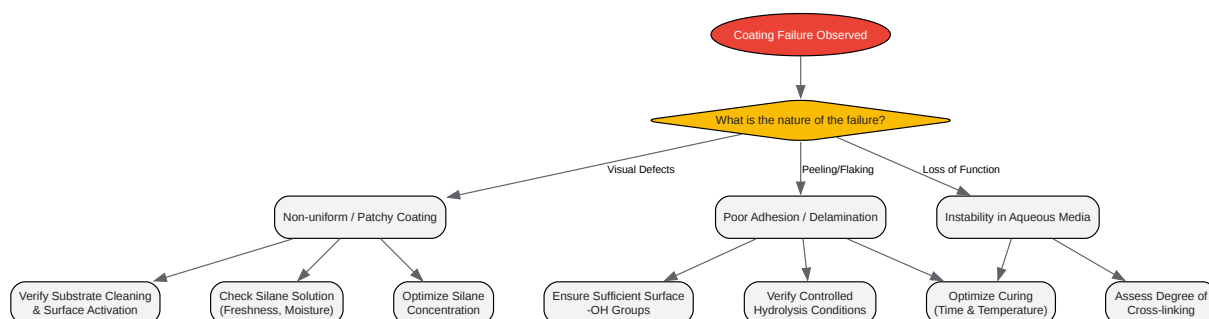 Coating Failure Observed
What is the nature of the failure?
Visual Defects
Peeling/Flaking
Loss of Function
Non-uniform / Patchy Coating
Poor Adhesion / Delamination
Instability in Aqueous Media
Verify Substrate Cleaning
& Surface Activation
Check Silane Solution
(Freshness, Moisture)
Optimize Silane
Concentration
Ensure Sufficient Surface
-OH Groups
Verify Controlled
Hydrolysis Conditions
Optimize Curing
(Time & Temperature)
Assess Degree of
Cross-linking